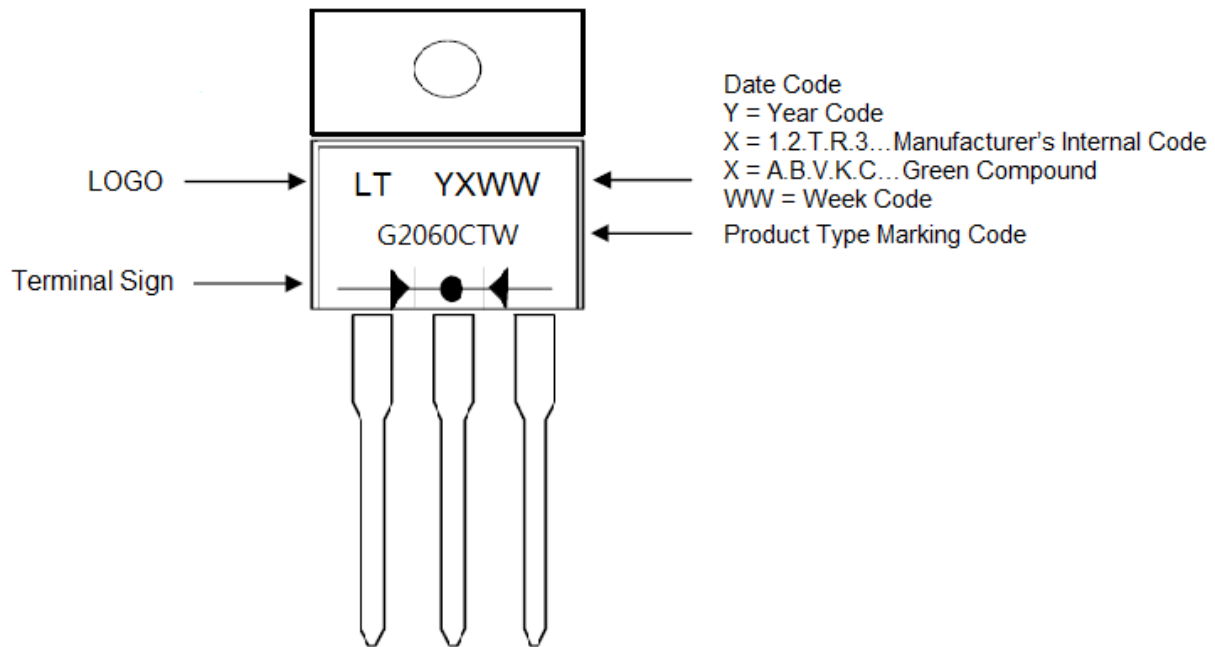 Date Code
Y = Year Code
X = 1.2.T.R.3...Manufacturer's Internal Code
X = A.B.V.K.C...Green Compound
WW = Week Code
LOGO
LT YXWW
G2060CTW
Product Type Marking Code
Terminal Sign